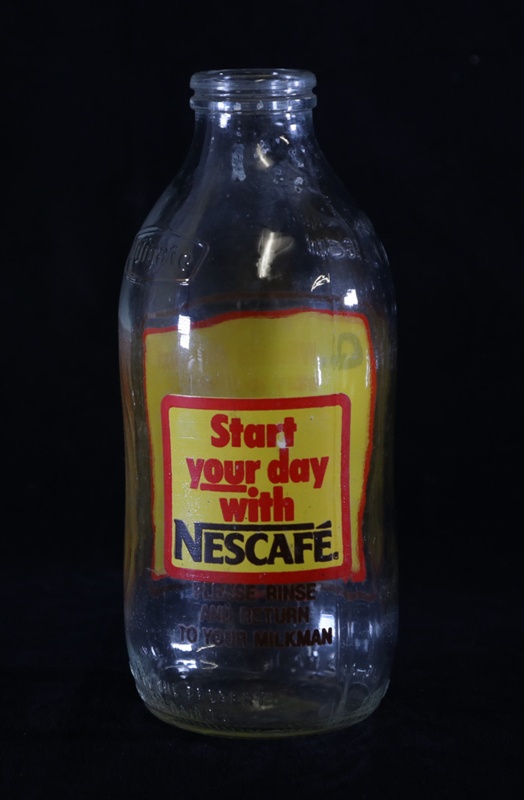 Start
your day
with
NESCAFÉ.
PLEASE RINSE
AND RETURN
TO YOUR MILKMAN